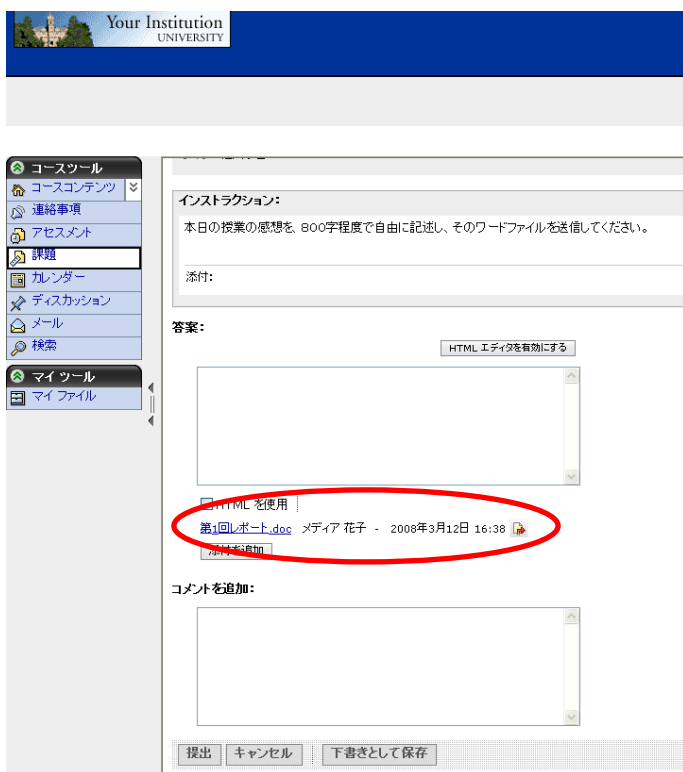 Your Institution
UNIVERSITY
コースツール
コースコンテンツ
連絡事項
アセスメント
課題
カレンダー
ディスカッション
メール
検索
マイ ツール
マイ ファイル
インストラクション:
本日の授業の感想を、800字程度で自由に記述し、そのワードファイルを送信してください。
添付:
答案:
HTML エディタを有効にする
HTML を使用
第1回レポート.doc メディア 花子 - 2008年3月12日 16:38
添付を追加
コメントを追加:
提出 キャンセル 下書きとして保存